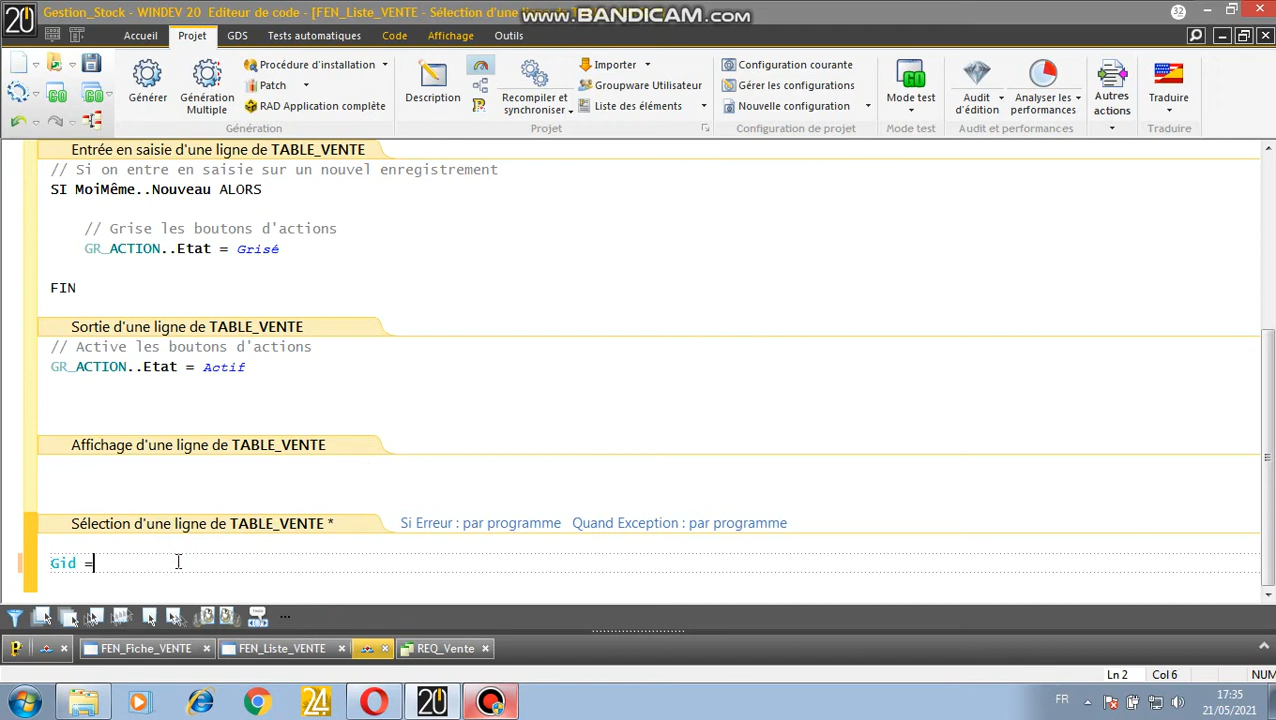 Gestion_Stock - WINDEV 20 Editeur de code - [FEN_Liste_VENTE - Sélection d'une li
www.BANDICAM.com
32
20
Accueil Projet GDS Tests automatiques Code Affichage Outils
Générer
Génération
Multiple
Procédure d'installation
Patch
RAD Application complète
Description
Recompiler et
synchroniser
Importer
Groupware Utilisateur
Liste des éléments
Configuration courante
Gérer les configurations
Nouvelle configuration
Mode test
Audit
d'édition
Analyser les
performances
Autres
actions
Traduire
Génération Projet Configuration de projet Mode test Audit et performances Traduire
Entrée en saisie d'une ligne de TABLE_VENTE
// Si on entre en saisie sur un nouvel enregistrement
SI MoiMême..Nouveau ALORS
// Grise les boutons d'actions
GR_ACTION..Etat = Grisé
FIN
Sortie d'une ligne de TABLE_VENTE
// Active les boutons d'actions
GR_ACTION..Etat = Actif
Affichage d'une ligne de TABLE_VENTE
Sélection d'une ligne de TABLE_VENTE * Si Erreur : par programme Quand Exception : par programme
Gid =
FEN_Fiche_VENTE FEN_Liste_VENTE REQ_Vente
Ln 2 Col 6 NUM
24 20 FR 17:35
21/05/2021